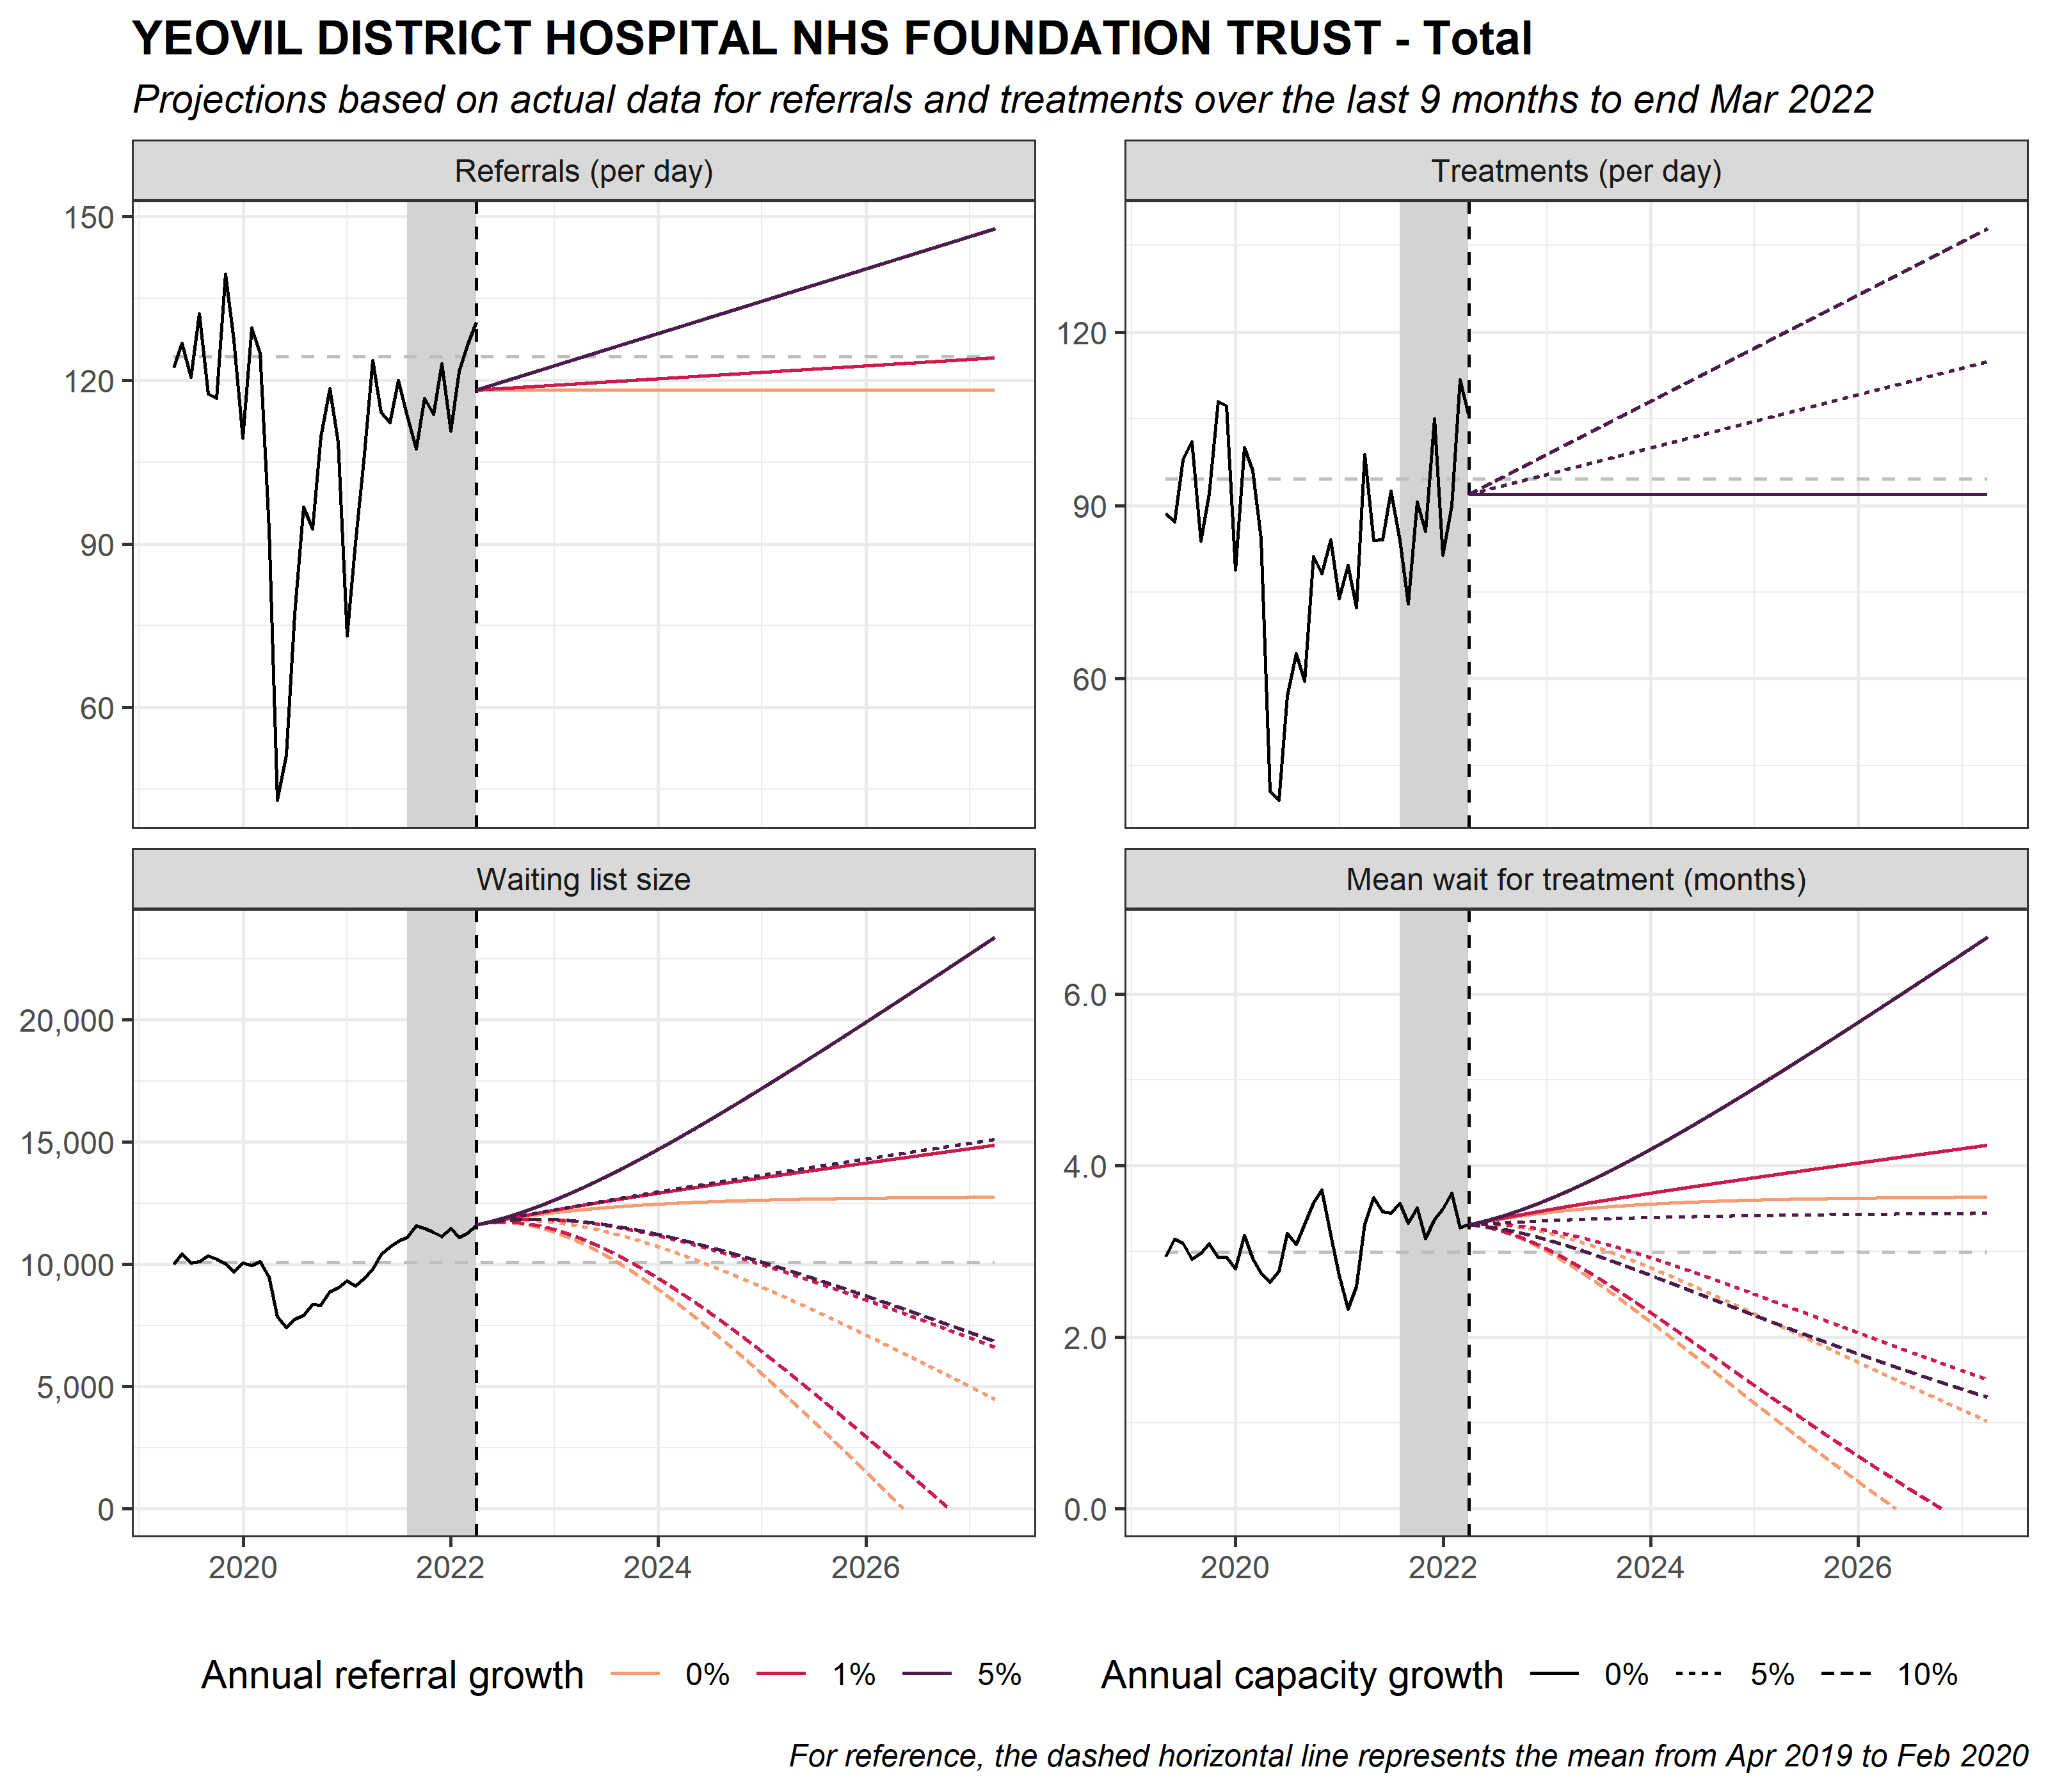 YEOVIL DISTRICT HOSPITAL NHS FOUNDATION TRUST - Total
Projections based on actual data for referrals and treatments over the last 9 months to end Mar 2022
Referrals (per day)
150
120
90
60
Treatments (per day)
120
90
60
Waiting list size
20,000
15,000
10,000
5,000
0
2020 2022 2024 2026
Mean wait for treatment (months)
6.0
4.0
2.0
0.0
2020 2022 2024 2026
Annual referral growth 0% 1% 5%
Annual capacity growth 0% 5% 10%
For reference, the dashed horizontal line represents the mean from Apr 2019 to Feb 2020